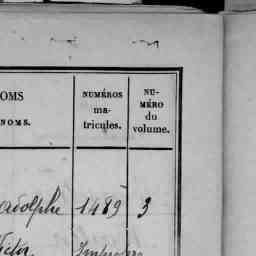 OMS
NOMS.
NUMÉROS
ma-
tricules.
NU-
MÉRO
du
volume.
adolphe 1489 3